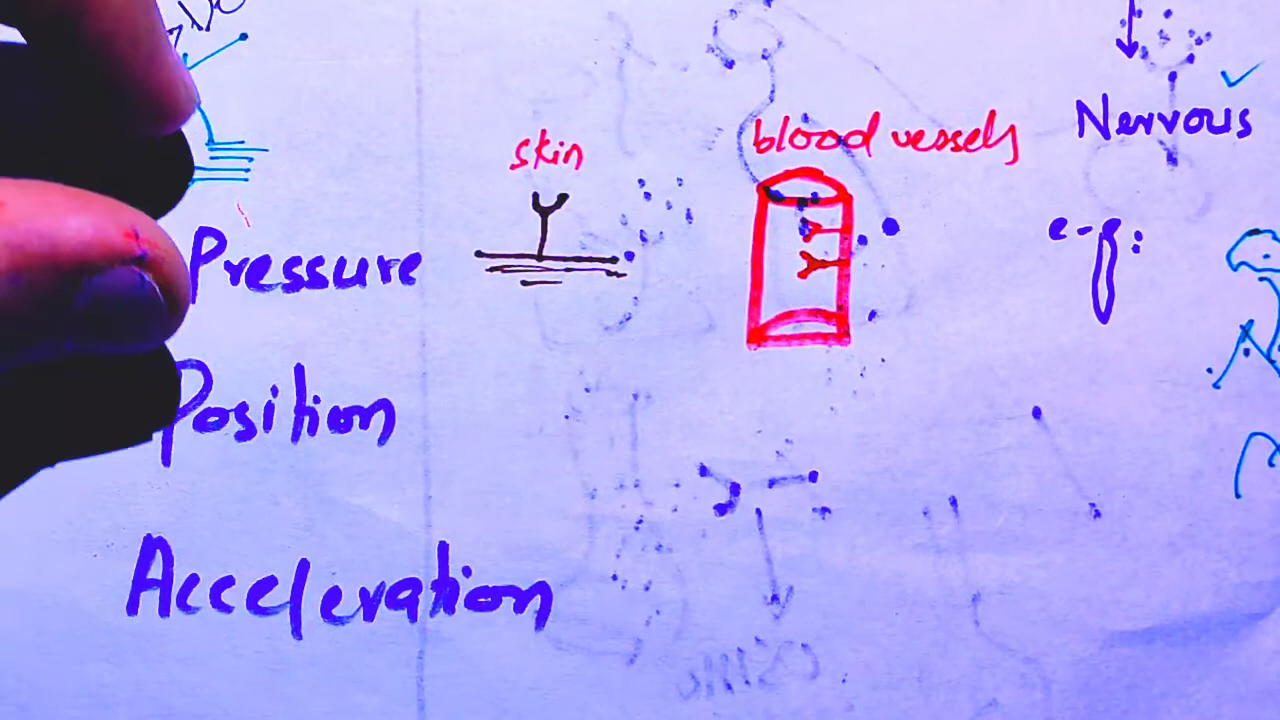 blood vessels
Nervous
skin
e-g:
Pressure
Position
Acceleration